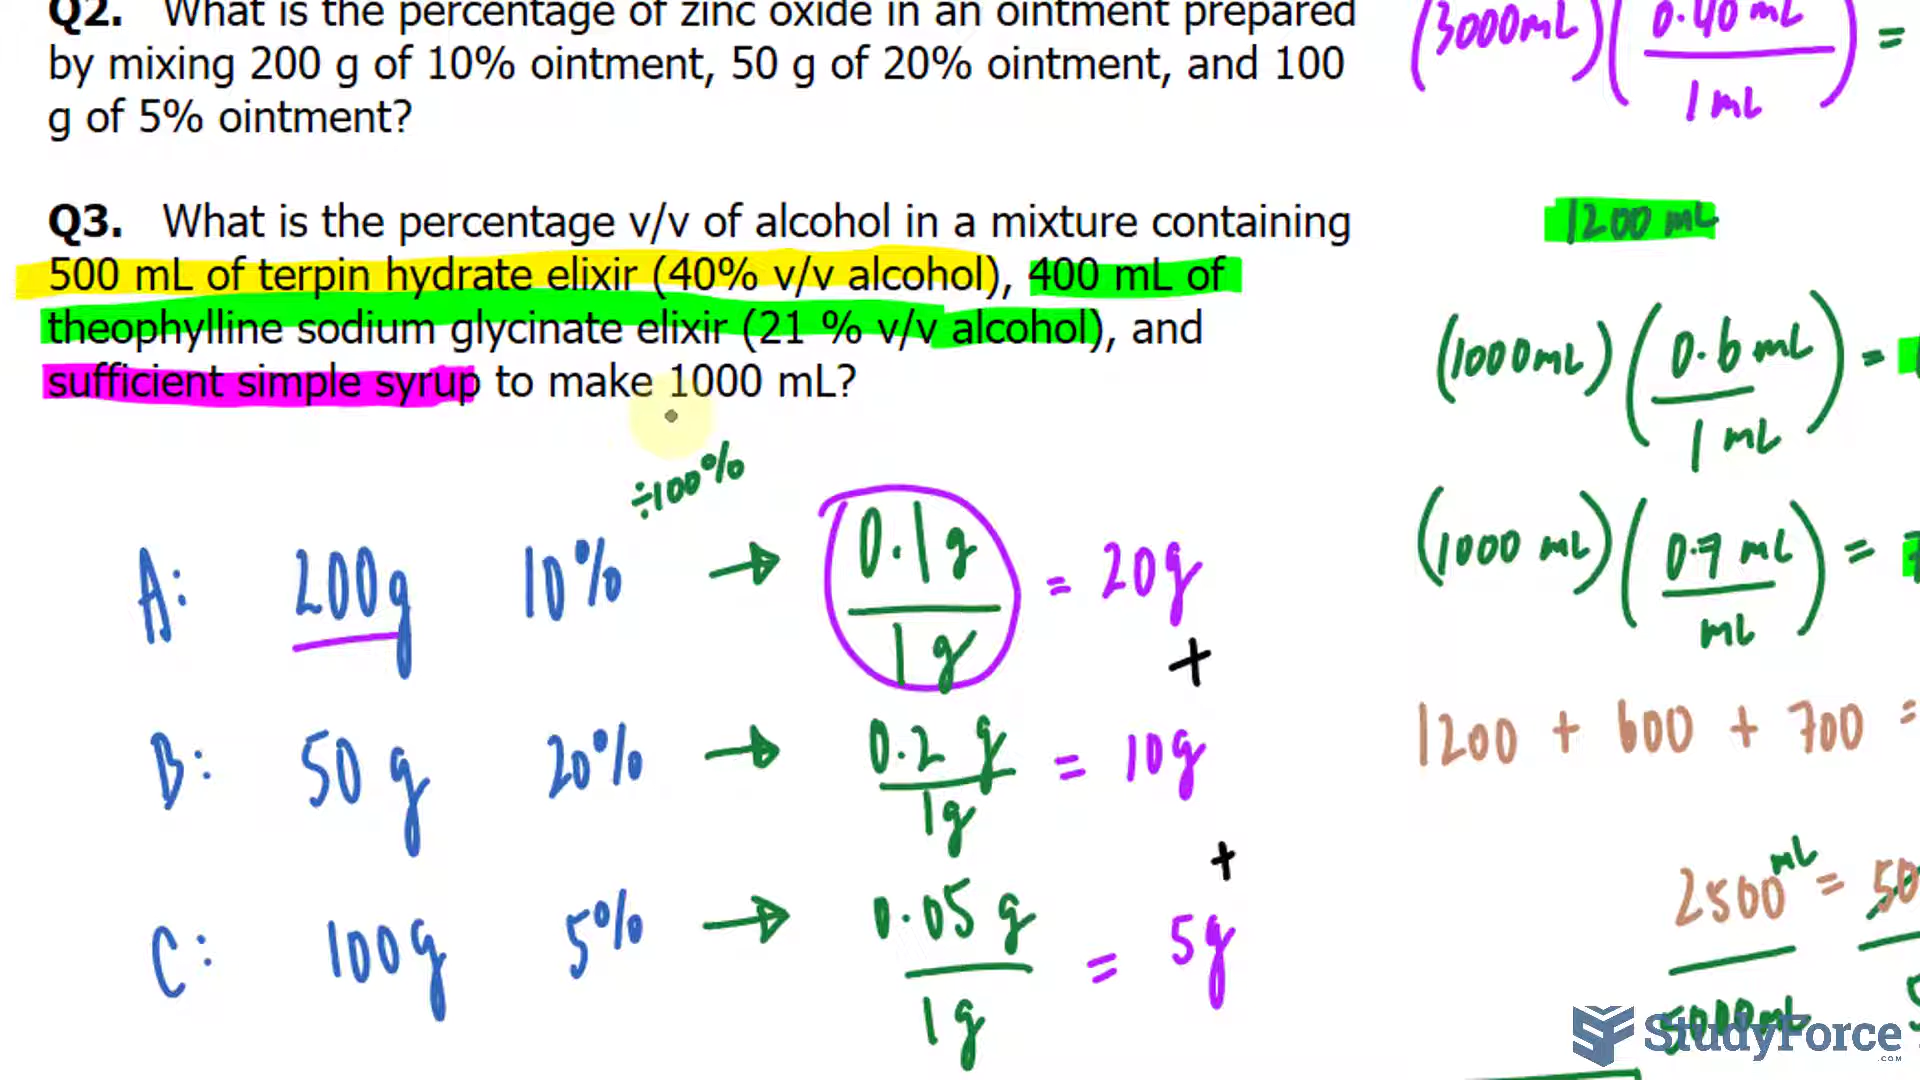 Q2. What is the percentage of zinc oxide in an ointment prepared
by mixing 200 g of 10% ointment, 50 g of 20% ointment, and 100
g of 5% ointment?
Q3. What is the percentage v/v of alcohol in a mixture containing
500 mL of terpin hydrate elixir (40% v/v alcohol), 400 mL of
theophylline sodium glycinate elixir (21 % v/v alcohol), and
sufficient simple syrup to make 1000 mL?
÷100%
A: 200g 10% → 0.1g / 1g = 20g
+
B: 50g 20% → 0.2g / 1g = 10g
+
C: 100g 5% → 0.05g / 1g = 5g
(3000mL) (0.40 mL / 1 mL) =
1200 mL
(1000mL) (0.6 mL / 1 mL) =
(1000 mL) (0.7 mL / mL) =
1200 + 600 + 700 =
2500 mL / 5000mL =
StudyForce
.COM